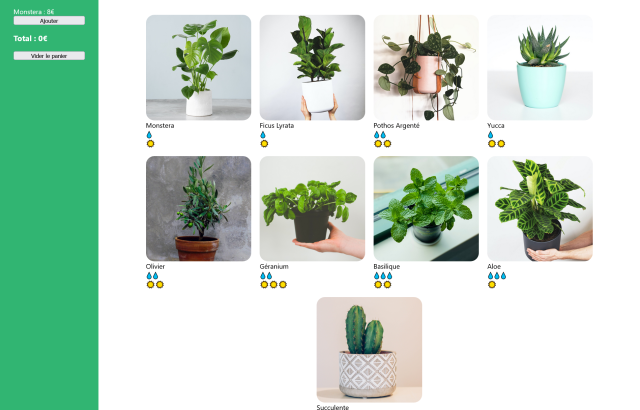 Monstera : 8€
Ajouter
Total : 0€
Vider le panier
Monstera
Ficus Lyrata
Pothos Argenté
Yucca
Olivier
Géranium
Basilique
Aloe
Succulente